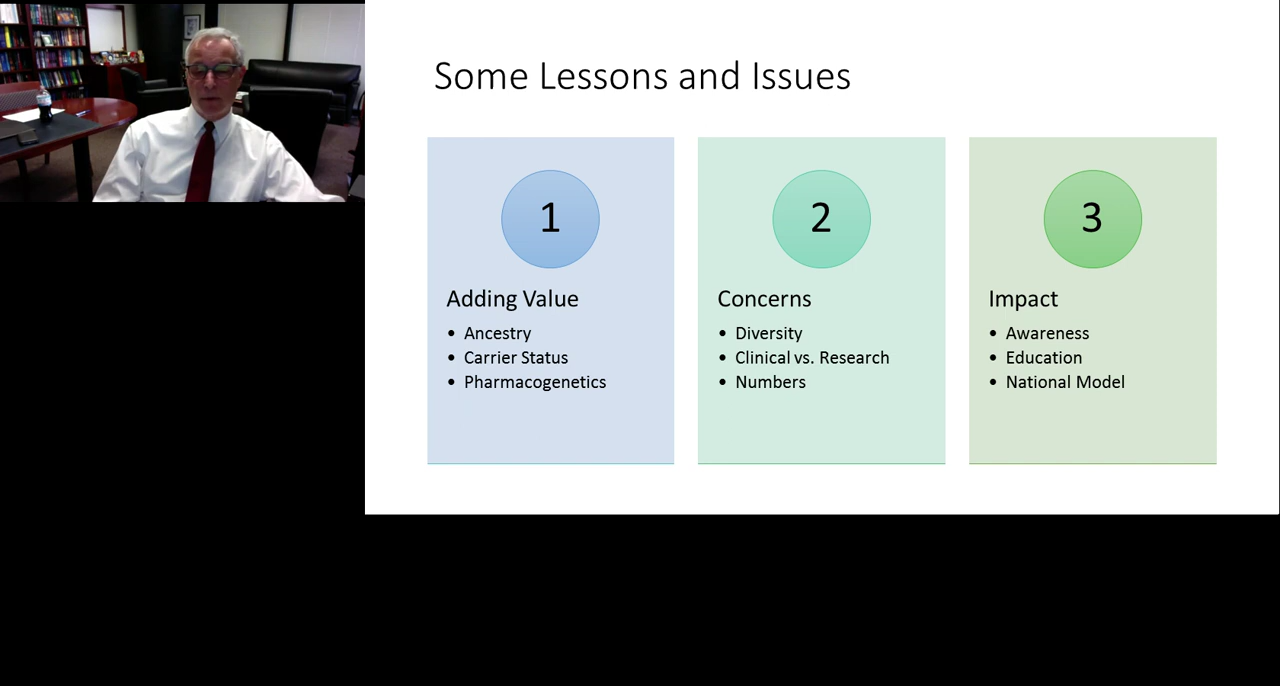 Some Lessons and Issues
1
Adding Value
• Ancestry
• Carrier Status
• Pharmacogenetics
2
Concerns
• Diversity
• Clinical vs. Research
• Numbers
3
Impact
• Awareness
• Education
• National Model